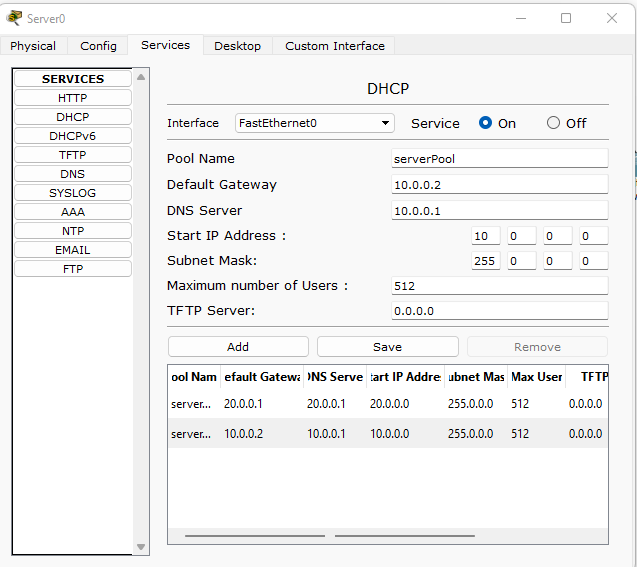 Server0
Physical Config Services Desktop Custom Interface
SERVICES
HTTP
DHCP
DHCPv6
TFTP
DNS
SYSLOG
AAA
NTP
EMAIL
FTP
DHCP
Interface FastEthernet0 Service On Off
Pool Name serverPool
Default Gateway 10.0.0.2
DNS Server 10.0.0.1
Start IP Address : 10 0 0 0
Subnet Mask: 255 0 0 0
Maximum number of Users : 512
TFTP Server: 0.0.0.0
Add Save Remove
ool Nam efault Gatewa DNS Serve tart IP Addre ubnet Mas Max User TFTP
server... 20.0.0.1 20.0.0.1 20.0.0.0 255.0.0.0 512 0.0.0.0
server... 10.0.0.2 10.0.0.1 10.0.0.0 255.0.0.0 512 0.0.0.0